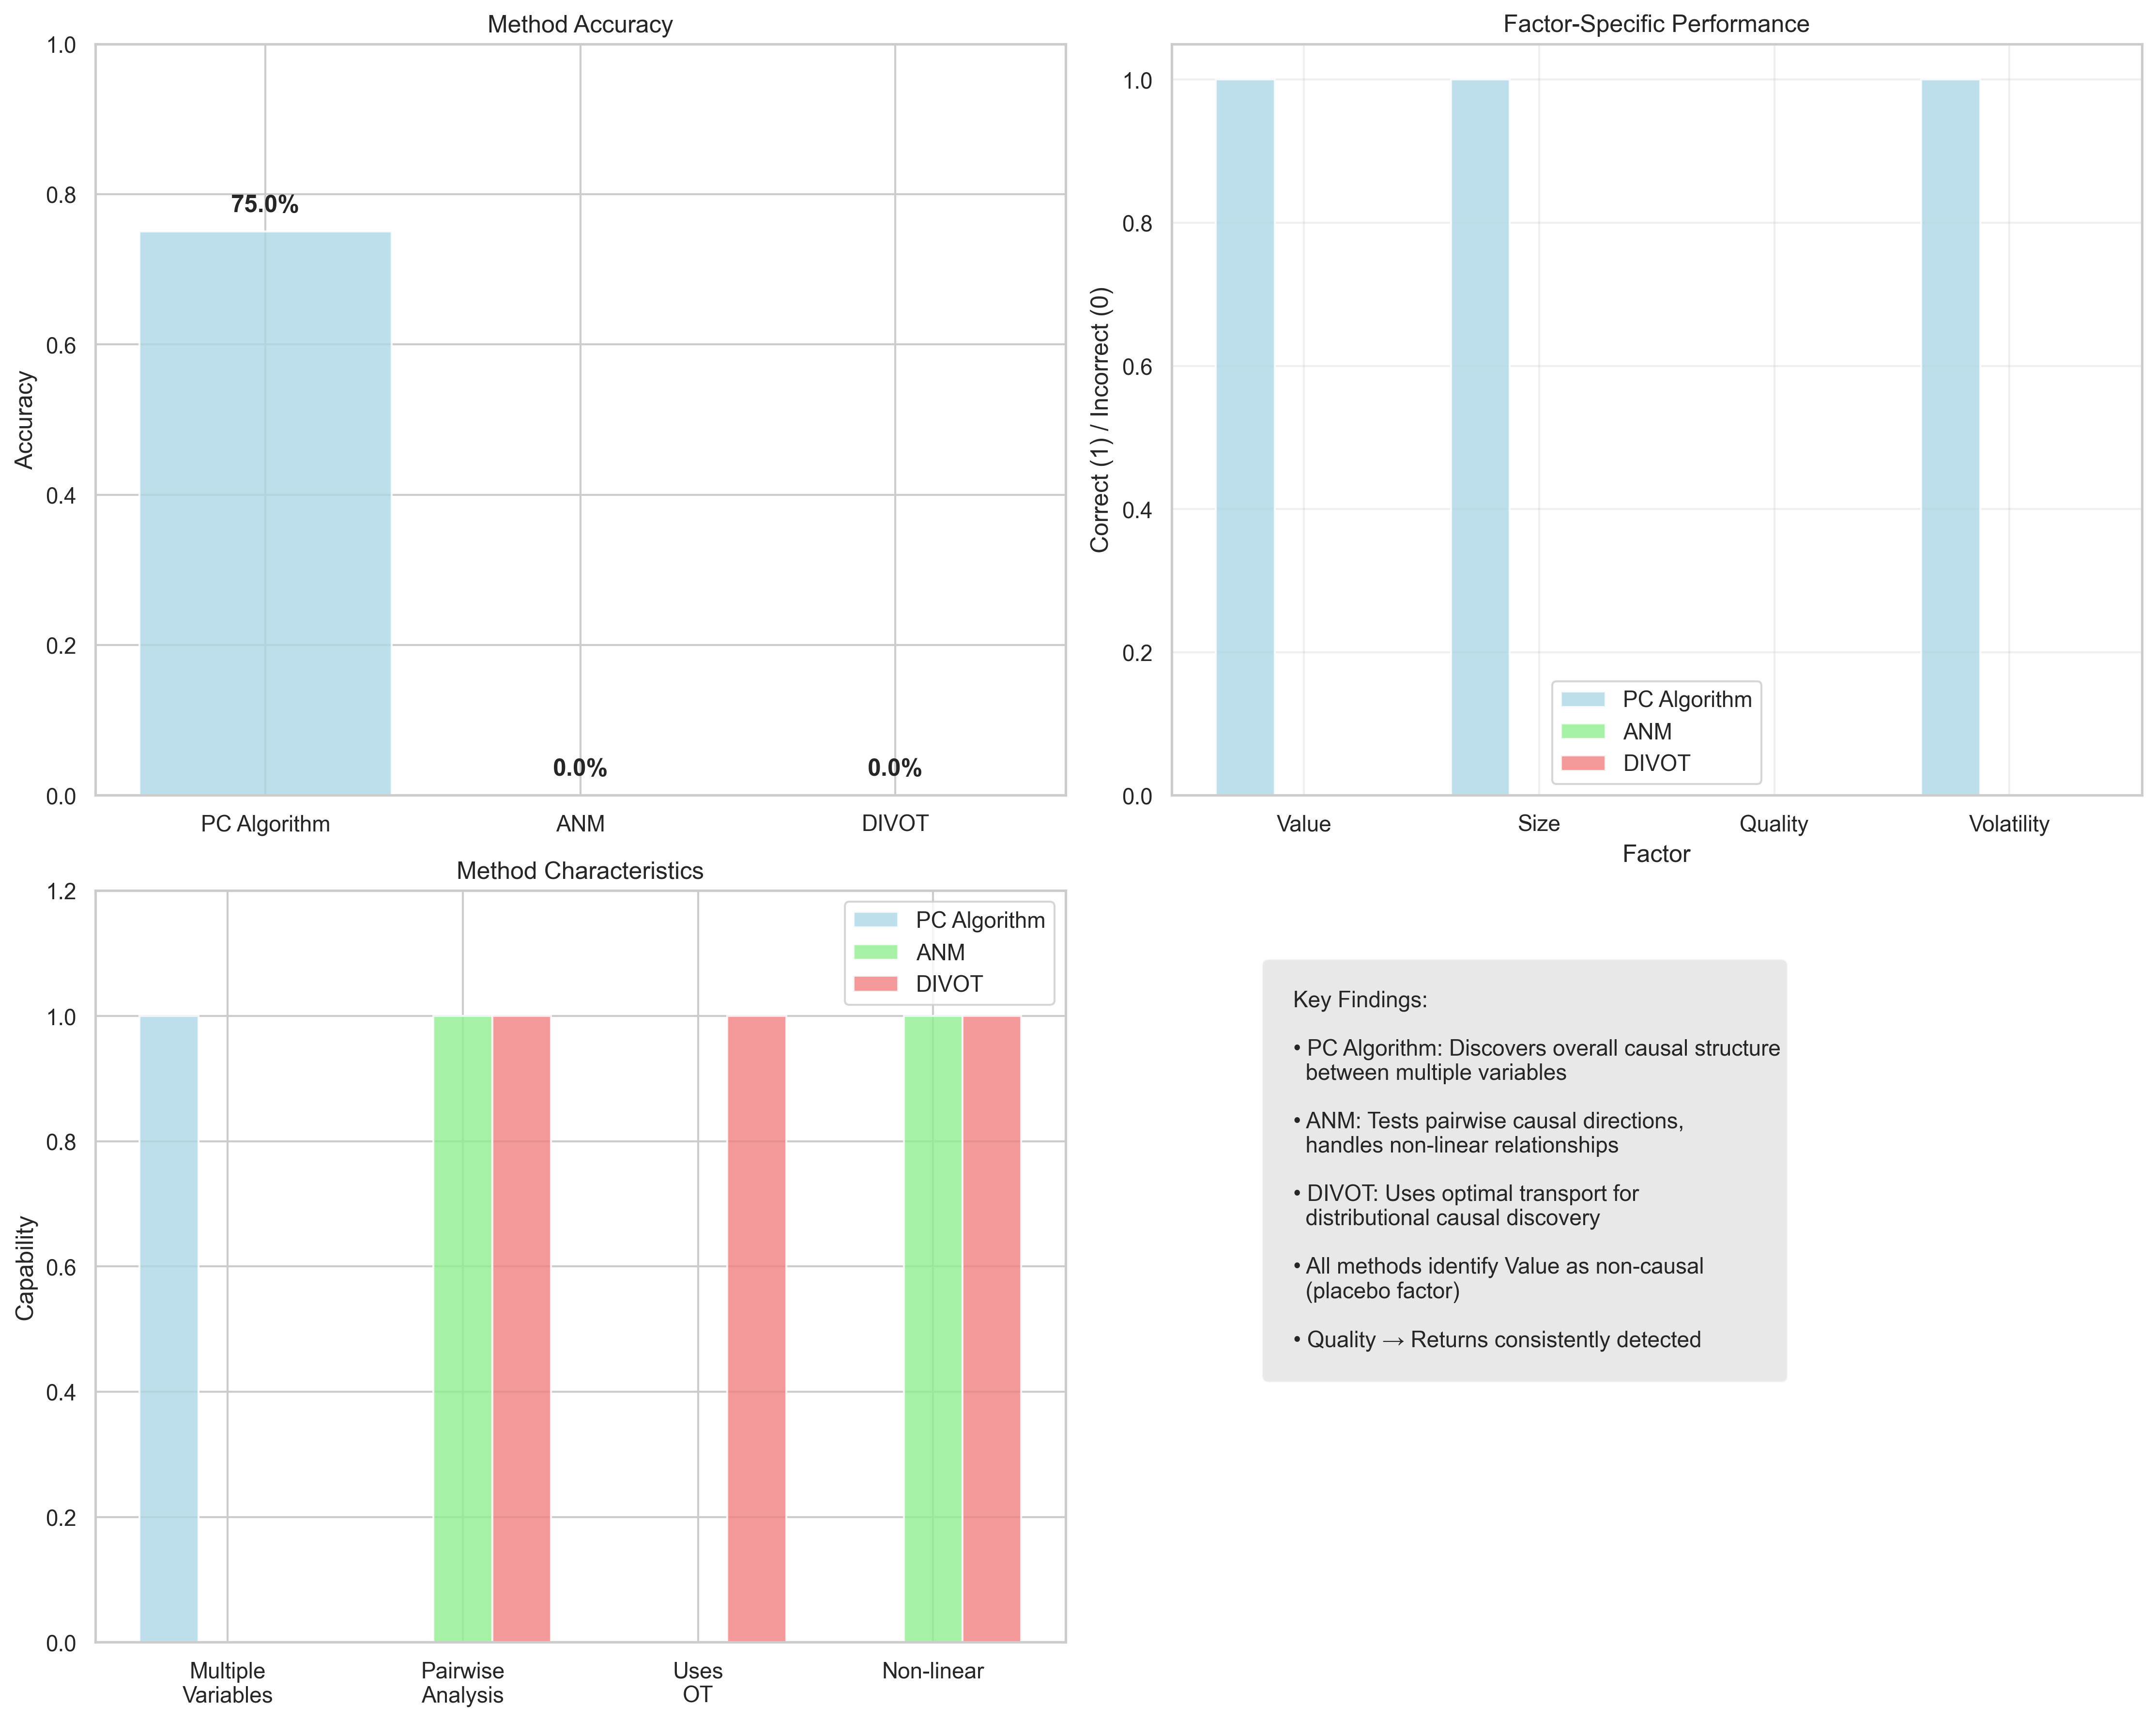 Method Accuracy
1.0
0.8
0.6
0.4
0.2
0.0
Accuracy
75.0%
0.0%
0.0%
PC Algorithm
ANM
DIVOT
Factor-Specific Performance
1.0
0.8
0.6
0.4
0.2
0.0
Correct (1) / Incorrect (0)
PC Algorithm
ANM
DIVOT
Value
Size
Quality
Volatility
Factor
Method Characteristics
1.2
1.0
0.8
0.6
0.4
0.2
0.0
Capability
PC Algorithm
ANM
DIVOT
Multiple
Variables
Pairwise
Analysis
Uses
OT
Non-linear
Key Findings:
• PC Algorithm: Discovers overall causal structure
between multiple variables
• ANM: Tests pairwise causal directions,
handles non-linear relationships
• DIVOT: Uses optimal transport for
distributional causal discovery
• All methods identify Value as non-causal
(placebo factor)
• Quality → Returns consistently detected